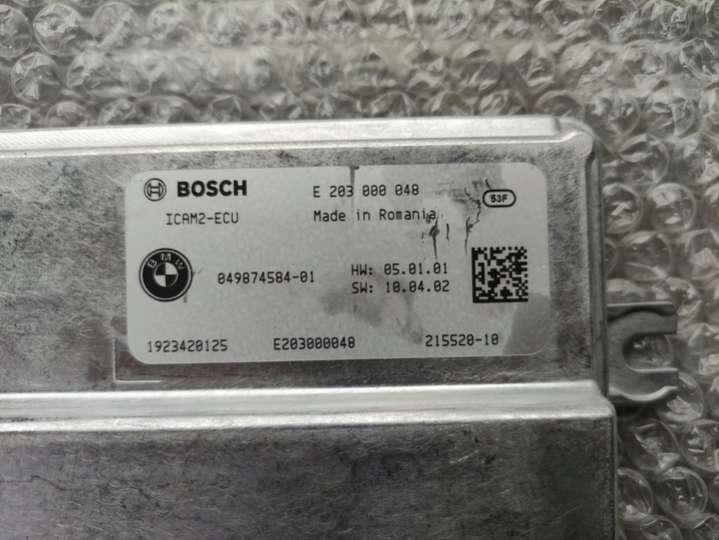 BOSCH E 203 000 048
ICAM2-ECU Made in Romania 53F
BMW 049874584-01 HW: 05.01.01
SW: 10.04.02
1923420125 E203000048 215520-10